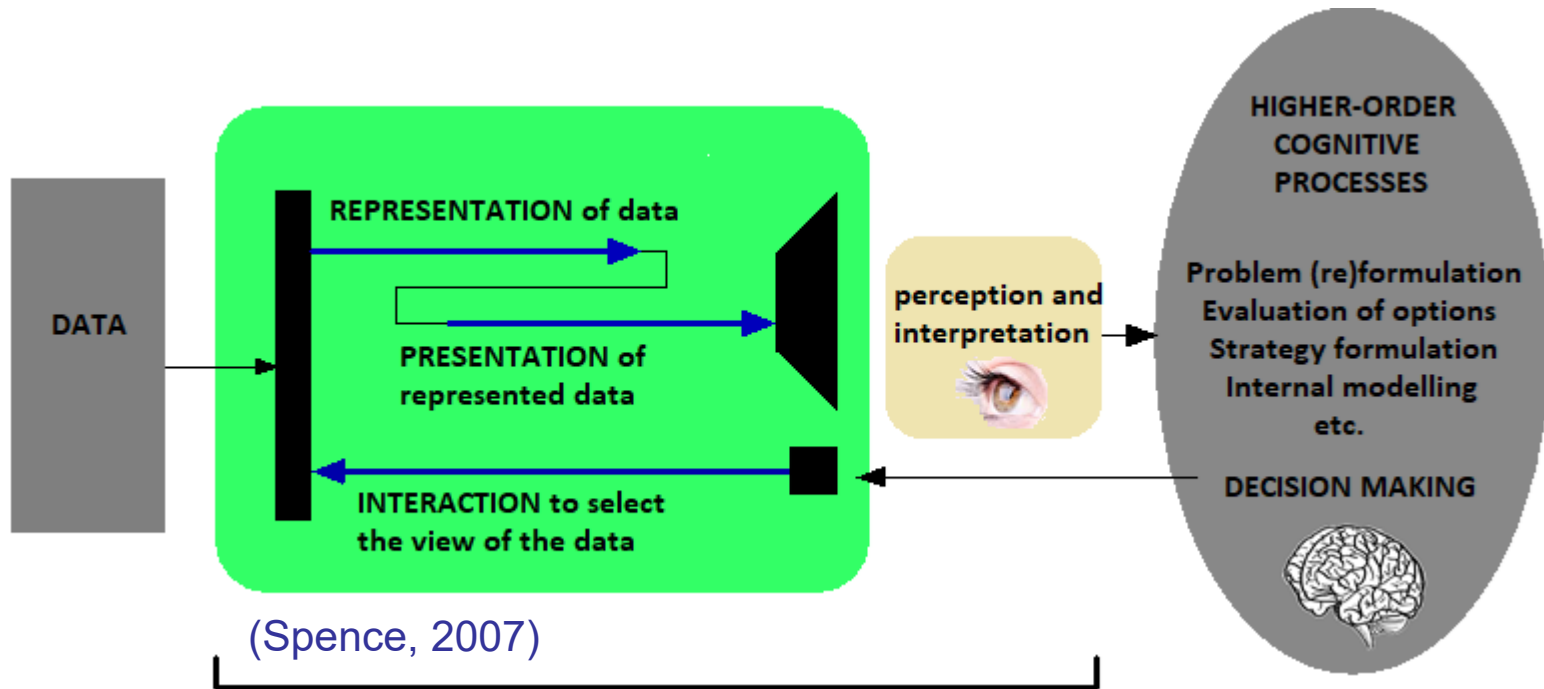 DATA
REPRESENTATION of data
PRESENTATION of
represented data
INTERACTION to select
the view of the data
(Spence, 2007)
perception and
interpretation
HIGHER-ORDER
COGNITIVE
PROCESSES
Problem (re)formulation
Evaluation of options
Strategy formulation
Internal modelling
etc.
DECISION MAKING